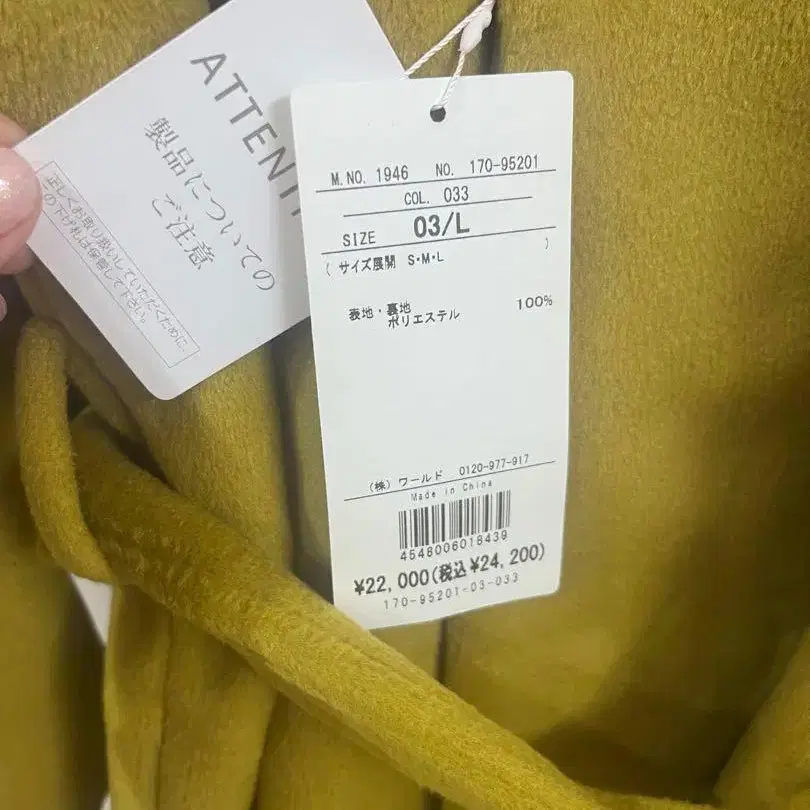 ATTENT
製品についての
ご注意
正しくお取り扱いしていただくために
この下げ札は保管して下さい。
M.NO. 1946 NO. 170-95201
COL. 033
SIZE 03/L
( サイズ展開 S・M・L )
表地・裏地
ポリエステル 100%
(株) ワールド 0120-977-917
Made in China
4548006018439
¥22,000(税込¥24,200)
170-95201-03-033